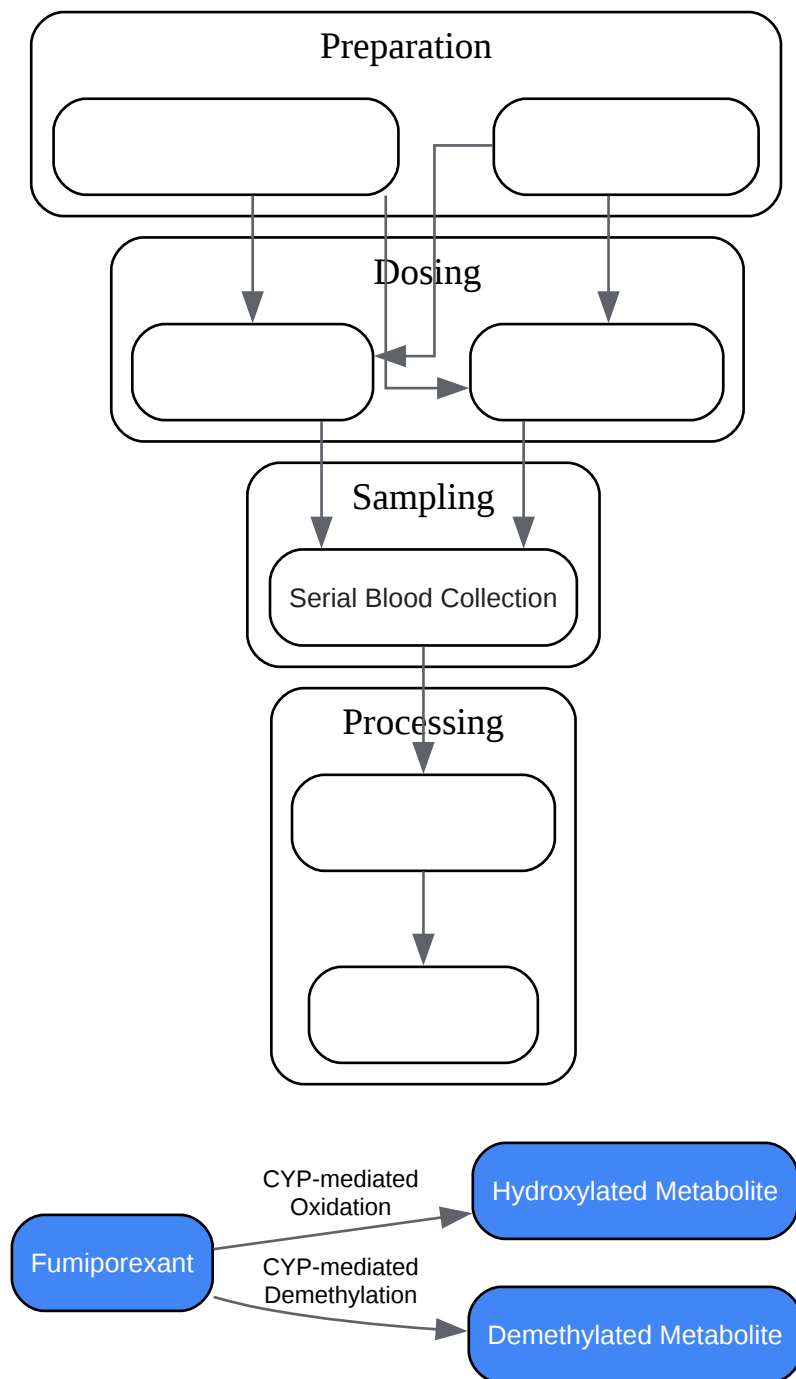 Preparation
Dosing
Sampling
Serial Blood Collection
Processing
CYP-mediated
Oxidation
Hydroxylated Metabolite
Fumiporexant
CYP-mediated
Demethylation
Demethylated Metabolite